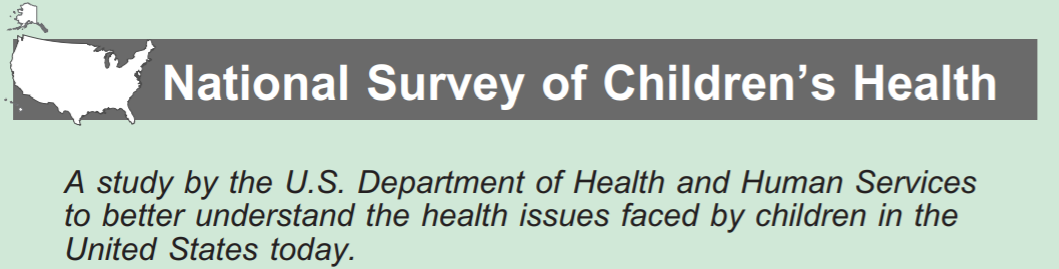 National Survey of Children’s Health
A study by the U.S. Department of Health and Human Services
to better understand the health issues faced by children in the
United States today.